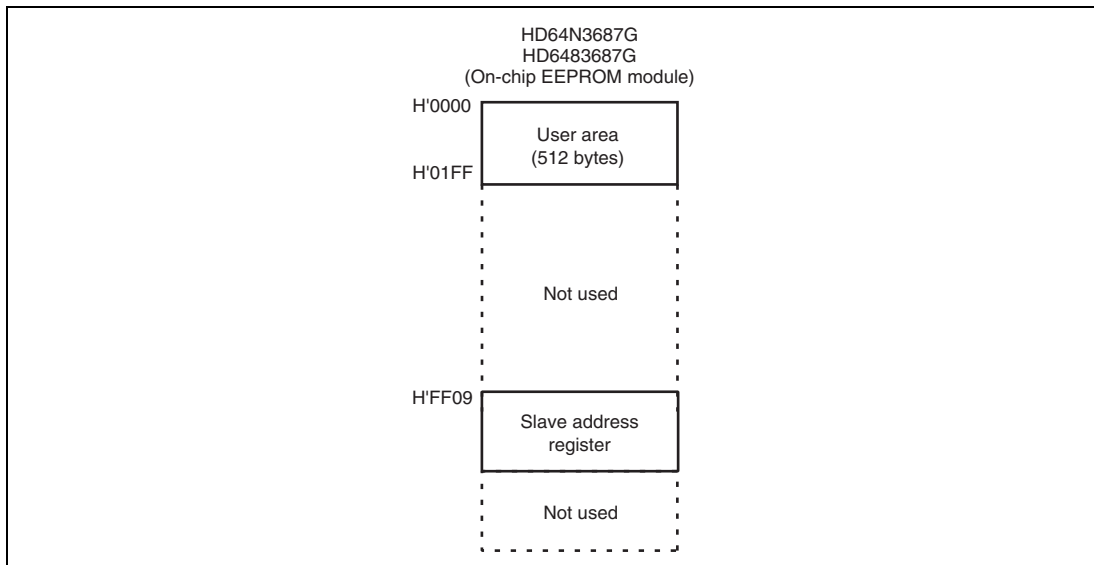 HD64N3687G
HD6483687G
(On-chip EEPROM module)
H'0000
User area
(512 bytes)
H'01FF
Not used
H'FF09
Slave address
register
Not used